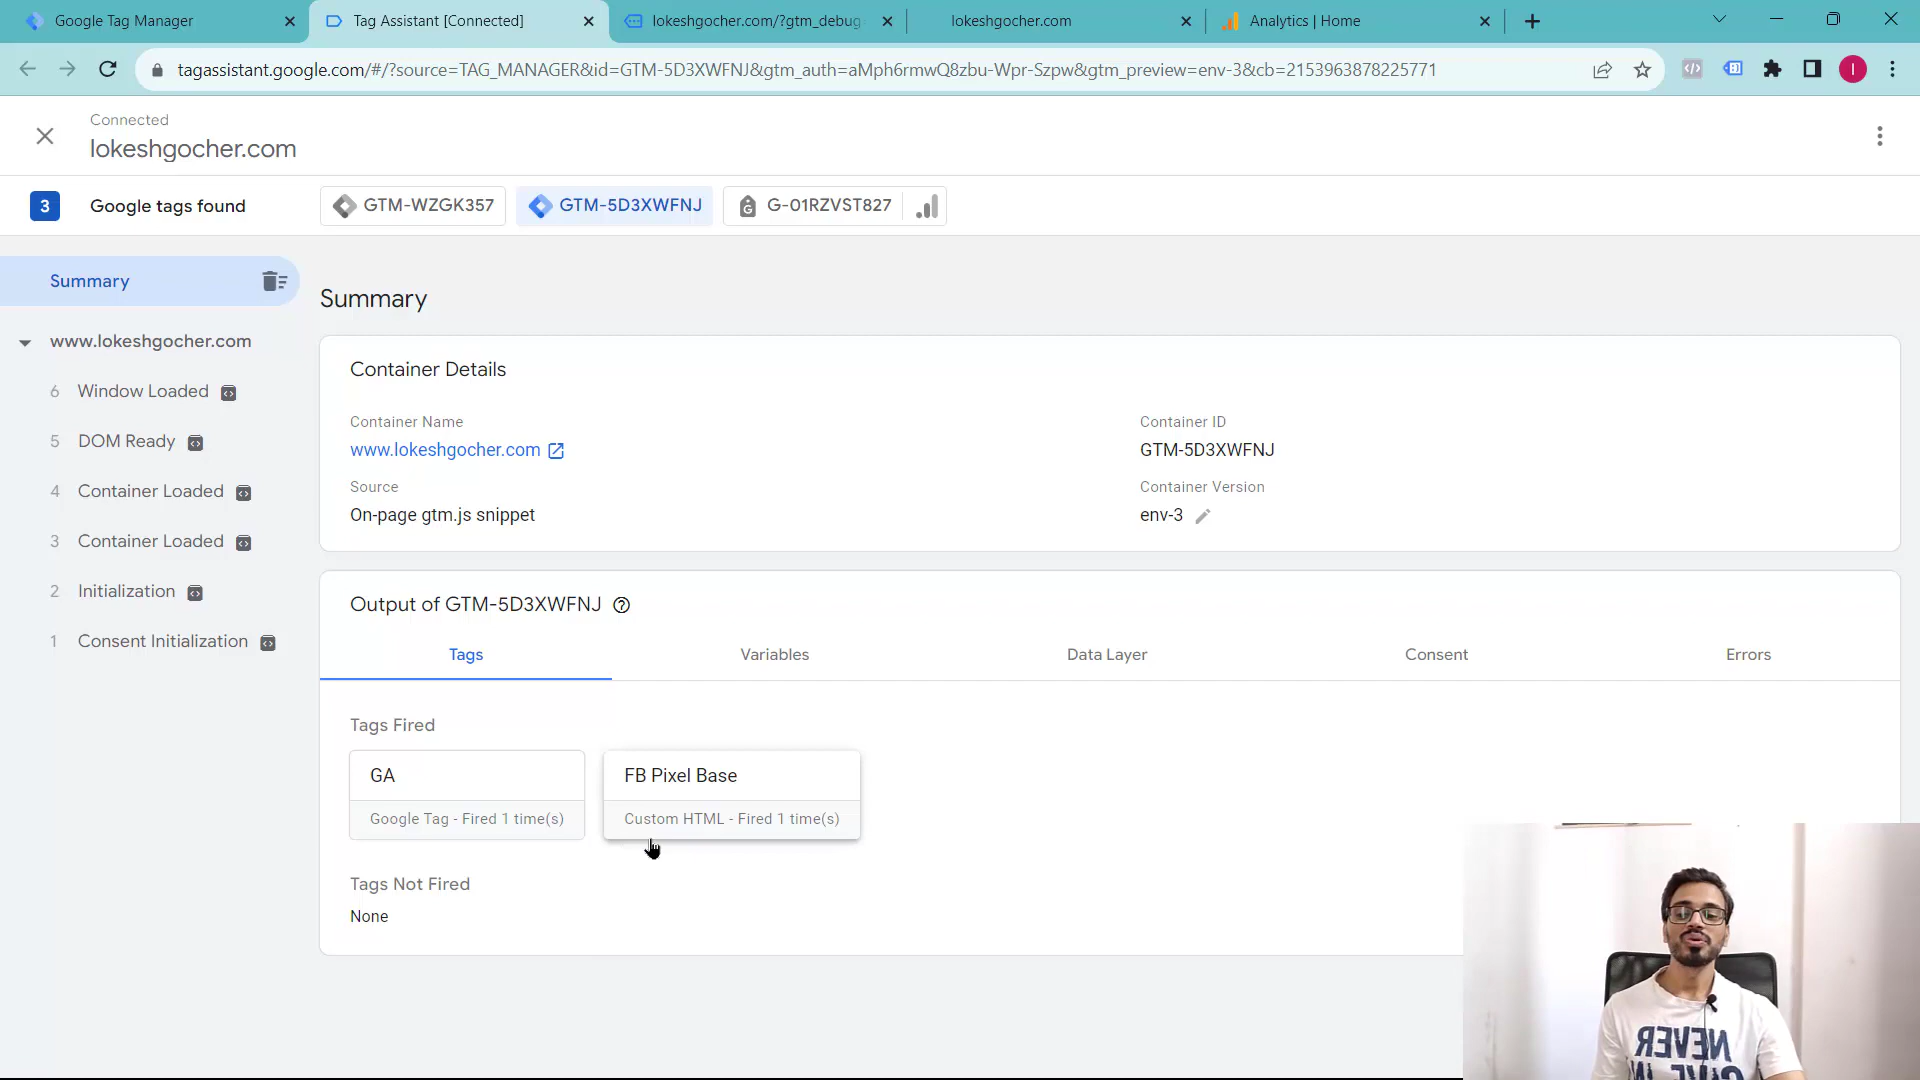 Google Tag Manager
Tag Assistant [Connected]
lokeshgocher.com/?gtm_debug
lokeshgocher.com
Analytics | Home
tagassistant.google.com/#/?source=TAG_MANAGER&id=GTM-5D3XWFNJ&gtm_auth=aMph6rmwQ8zbu-Wpr-Szpw&gtm_preview=env-3&cb=2153963878225771
I
Connected
lokeshgocher.com
3 Google tags found
GTM-WZGK357
GTM-5D3XWFNJ
G-01RZVST827
Summary
www.lokeshgocher.com
6 Window Loaded
5 DOM Ready
4 Container Loaded
3 Container Loaded
2 Initialization
1 Consent Initialization
Summary
Container Details
Container Name
www.lokeshgocher.com
Container ID
GTM-5D3XWFNJ
Source
On-page gtm.js snippet
Container Version
env-3
Output of GTM-5D3XWFNJ
Tags
Variables
Data Layer
Consent
Errors
Tags Fired
GA
Google Tag - Fired 1 time(s)
FB Pixel Base
Custom HTML - Fired 1 time(s)
Tags Not Fired
None
NEVER
GIVE